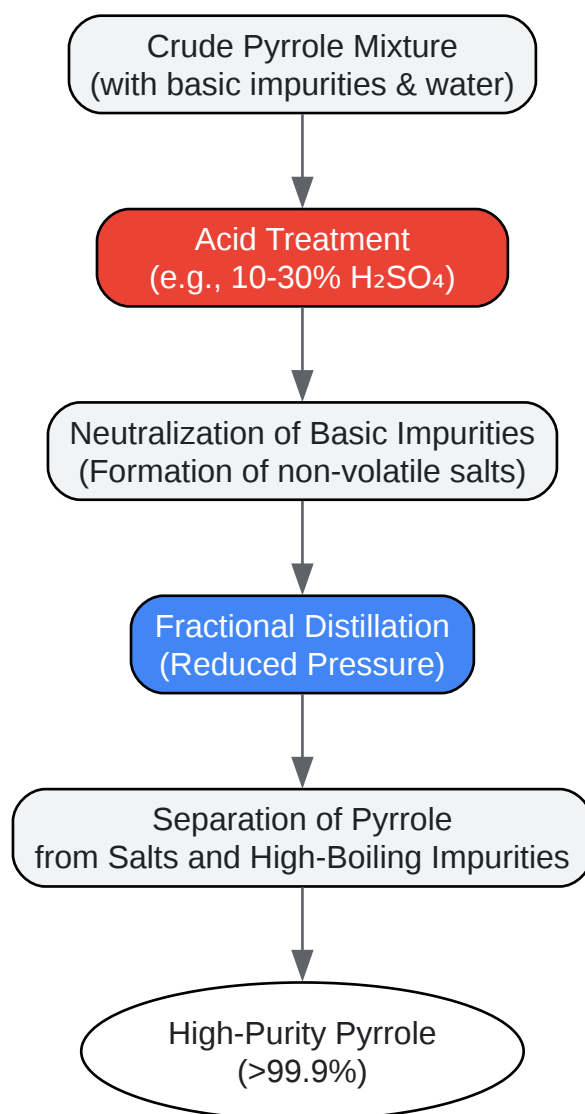 Crude Pyrrole Mixture
(with basic impurities & water)
Acid Treatment
(e.g., 10-30% H₂SO₄)
Neutralization of Basic Impurities
(Formation of non-volatile salts)
Fractional Distillation
(Reduced Pressure)
Separation of Pyrrole
from Salts and High-Boiling Impurities
High-Purity Pyrrole
(>99.9%)